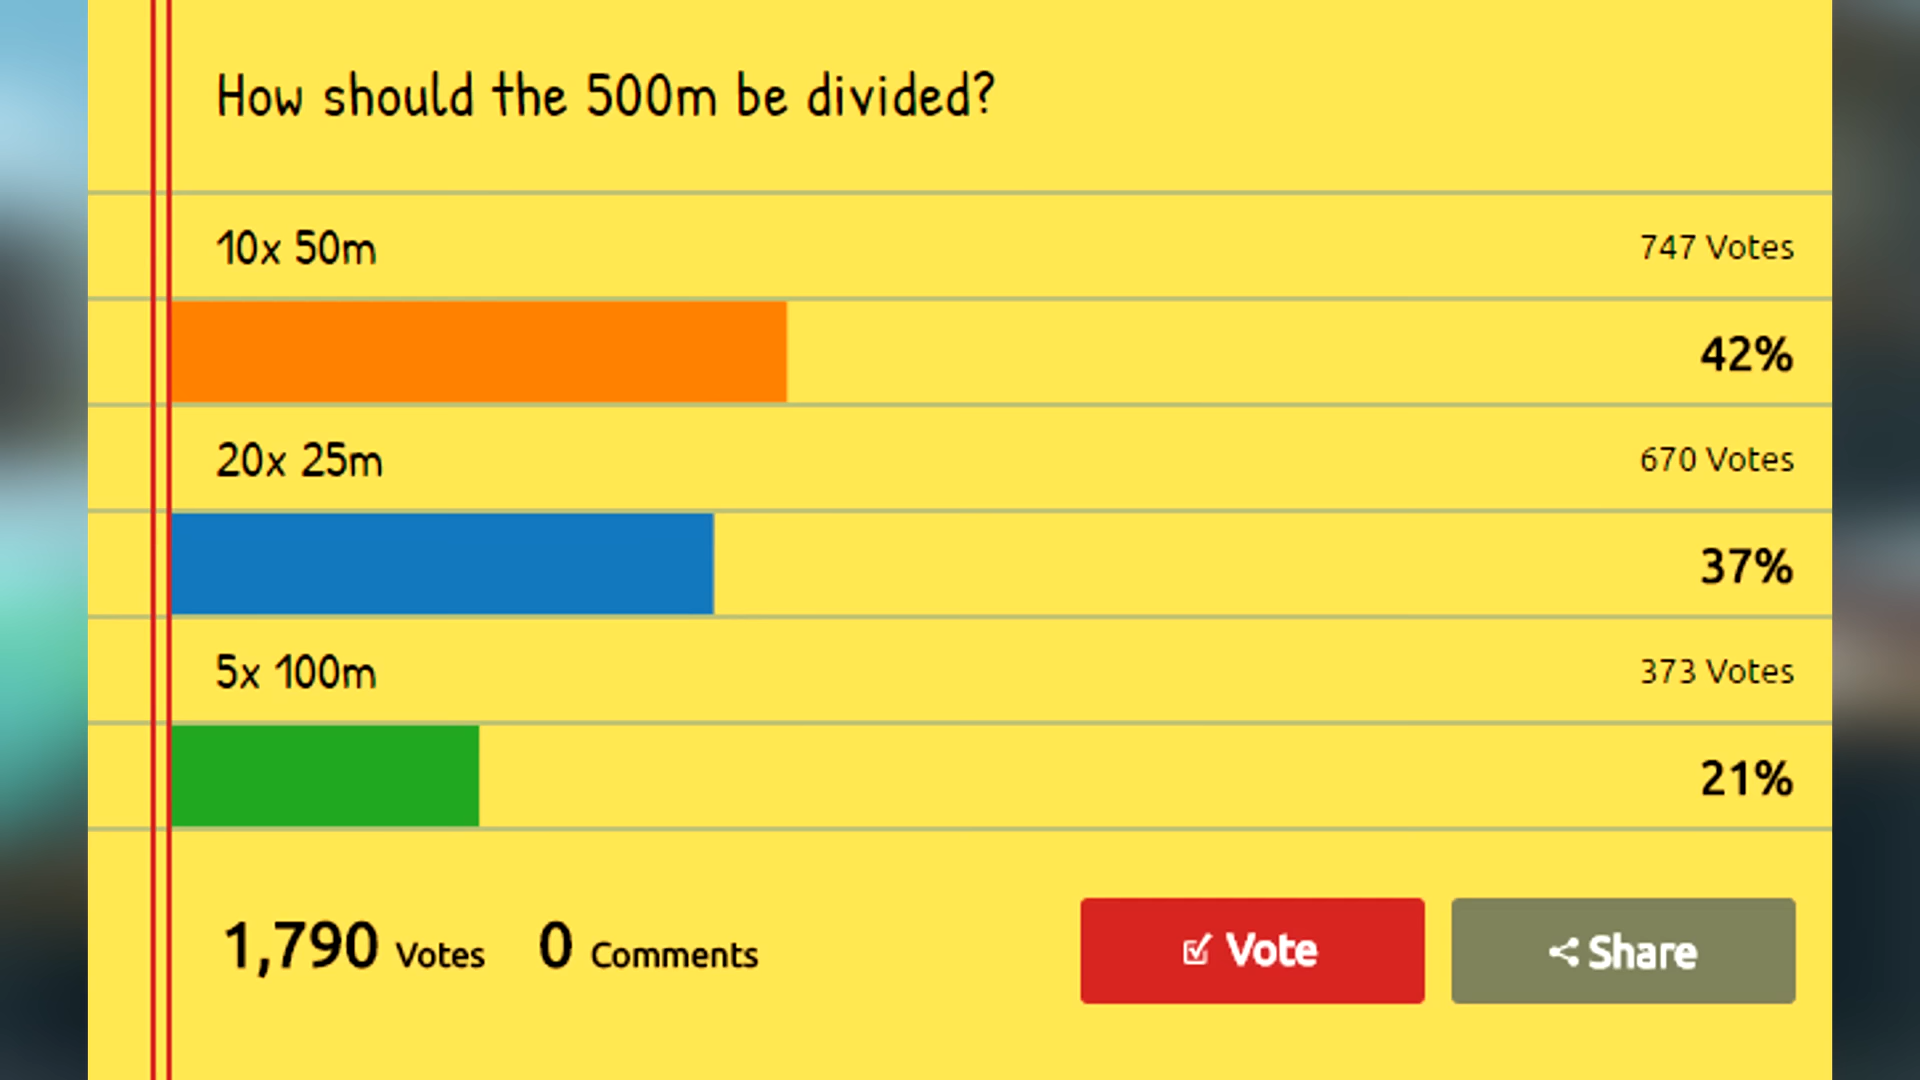 How should the 500m be divided?
10x 50m 747 Votes
42%
20x 25m 670 Votes
37%
5x 100m 373 Votes
21%
1,790 Votes 0 Comments Vote Share